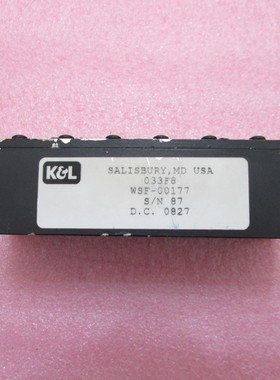 K&L
SALISBURY, MD USA
033F8
WSF-00177
S/N 87
D.C. 0827